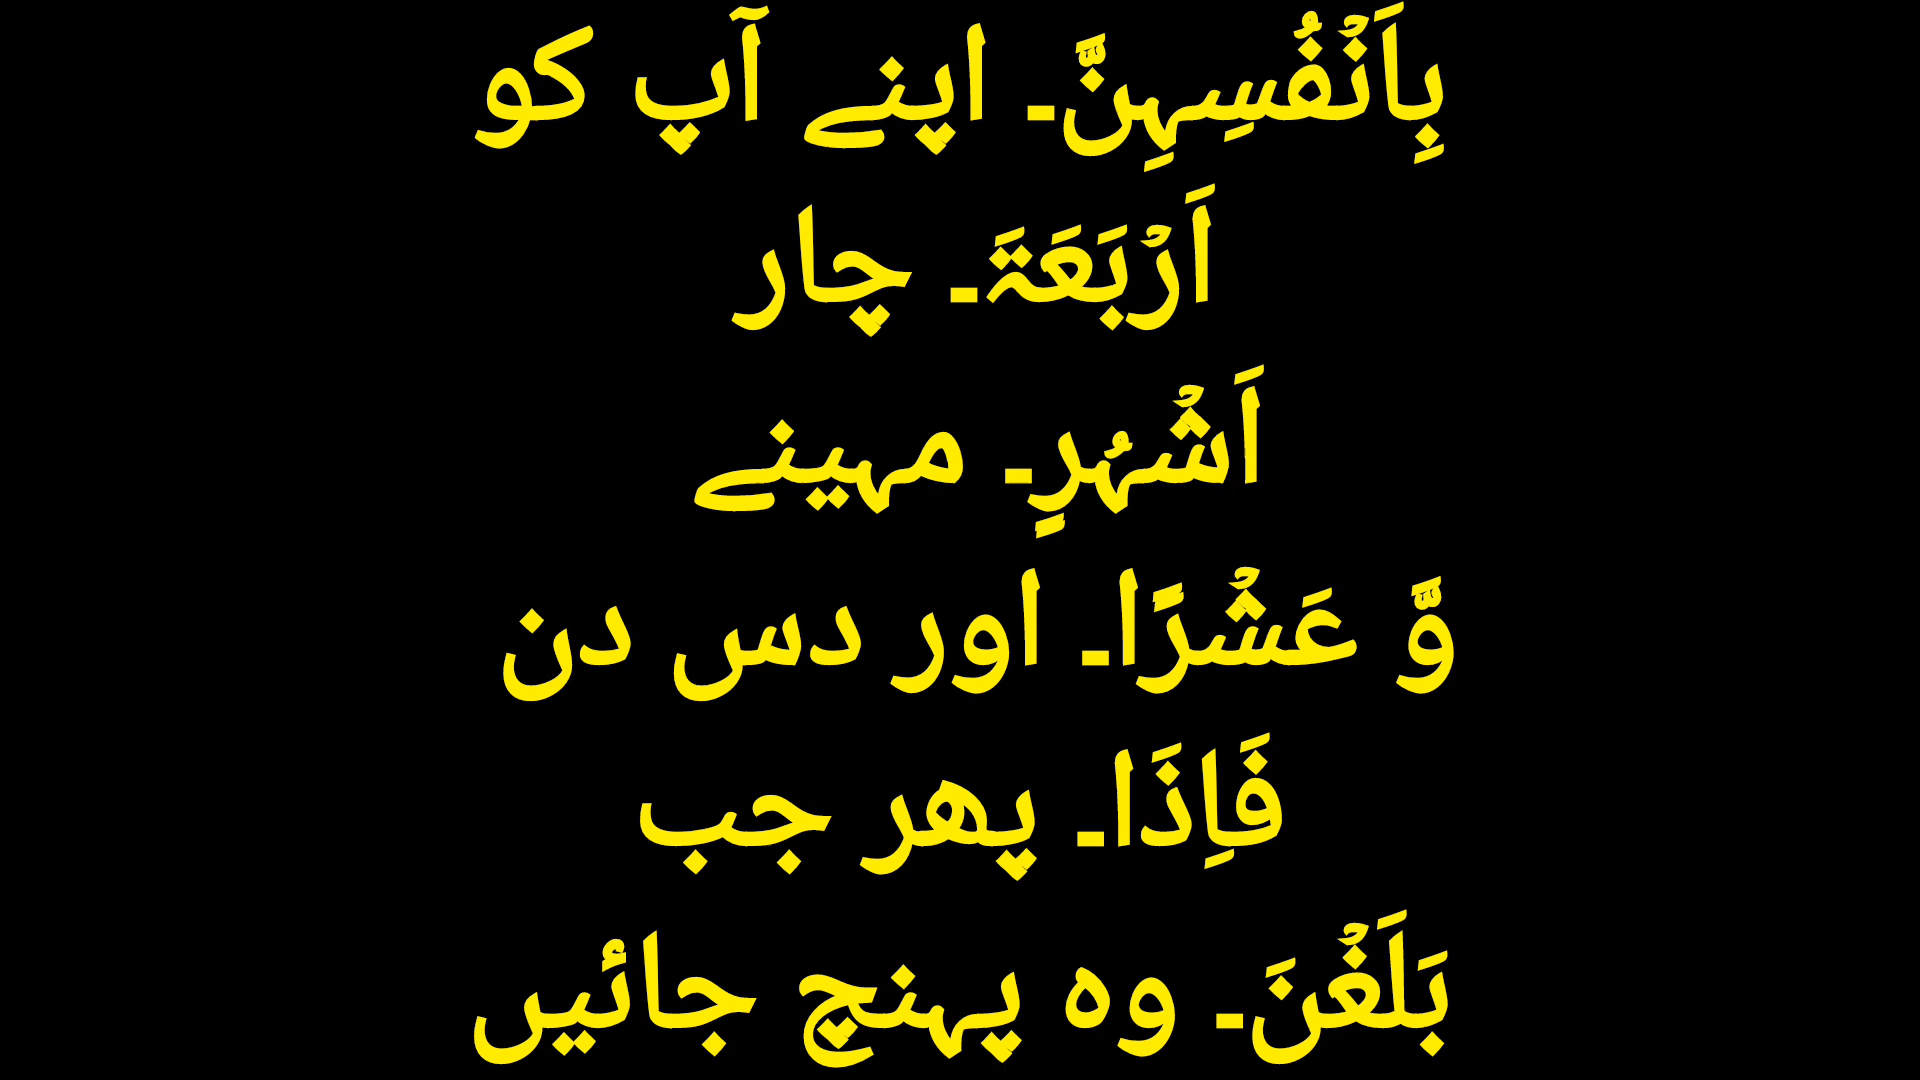 بِاَنۡفُسِہِنَّ۔ اپنے آپ کو
اَرۡبَعَۃَ۔ چار
اَشۡہُرٍ۔ مہینے
وَّ عَشۡرًا۔ اور دس دن
فَاِذَا۔ پھر جب
بَلَغۡنَ۔ وہ پہنچ جائیں